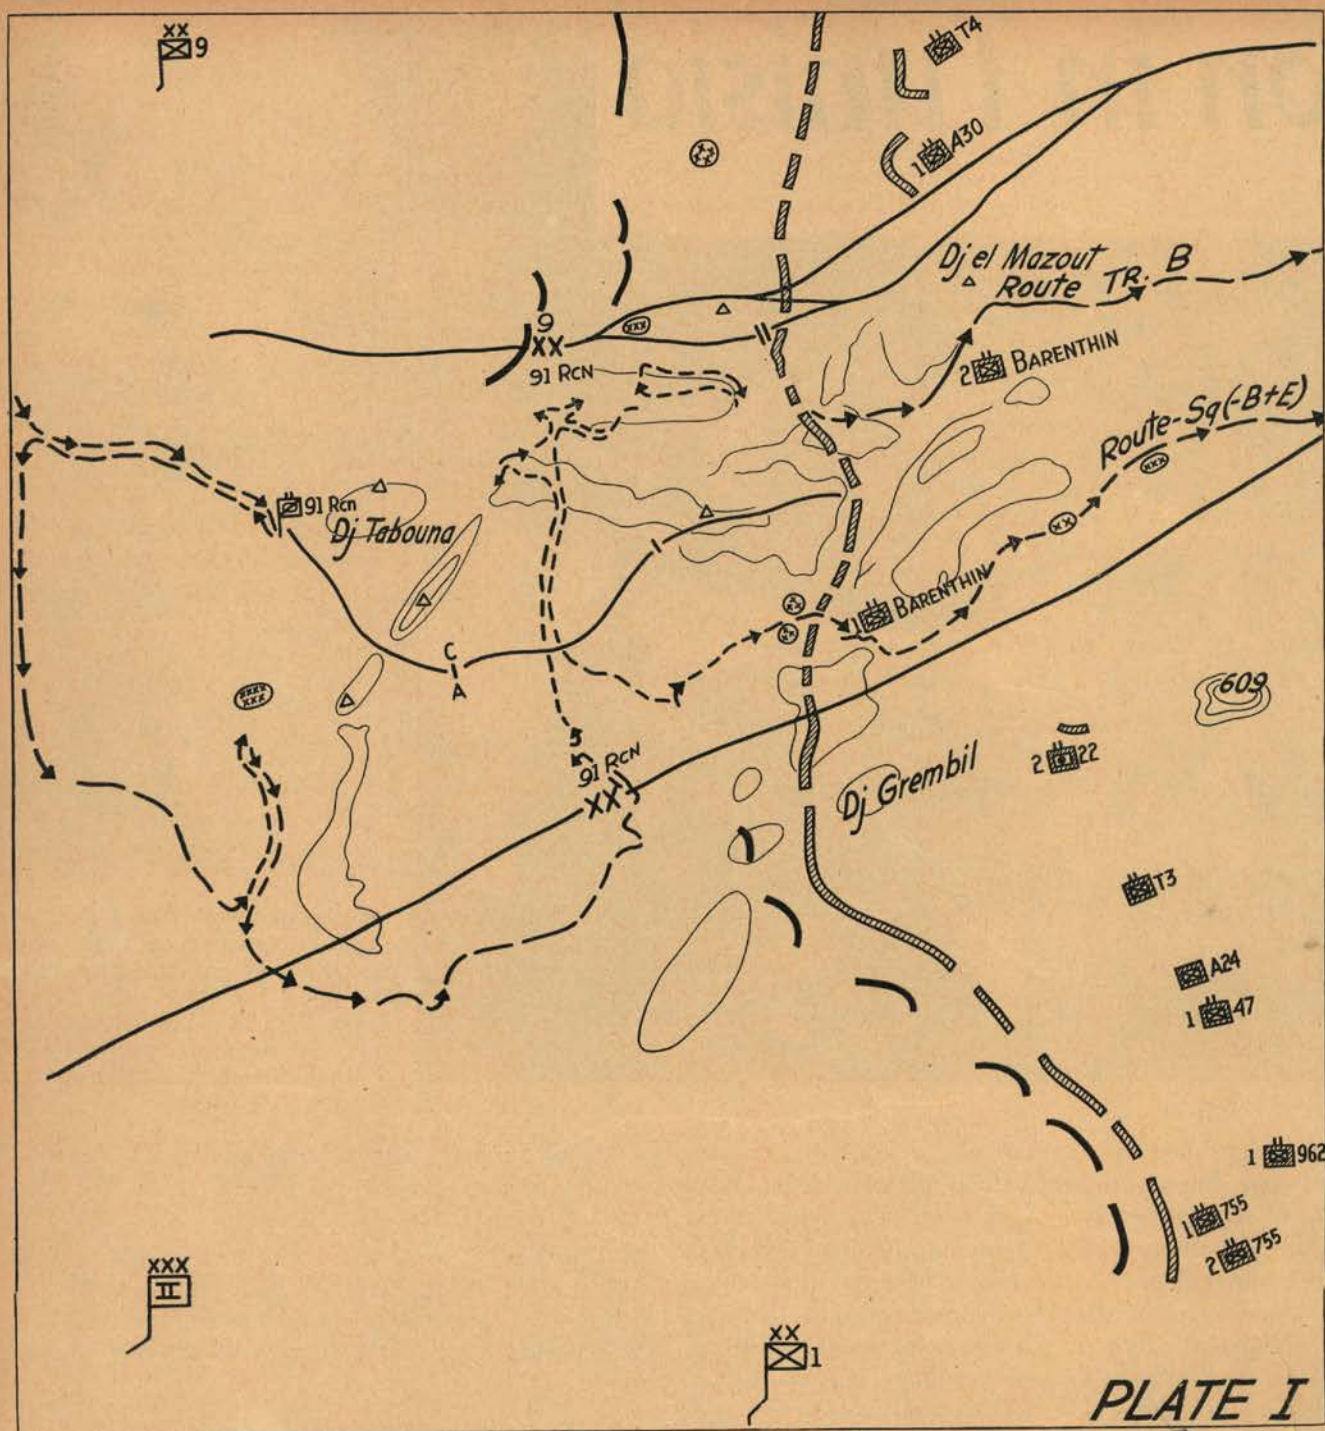 XX
9
T4
1 A30
Dj el Mazout
Route TR. B
9
XX
91 RCN
2 BARENTHIN
Route-Sq(-B+E)
91 Rcn
Dj Tabouna
1 BARENTHIN
C
A
609
91 RCN
XX
2 22
Dj Grembil
T3
A24
1 47
1 962
1 755
2 755
XXX
II
XX
1
PLATE I